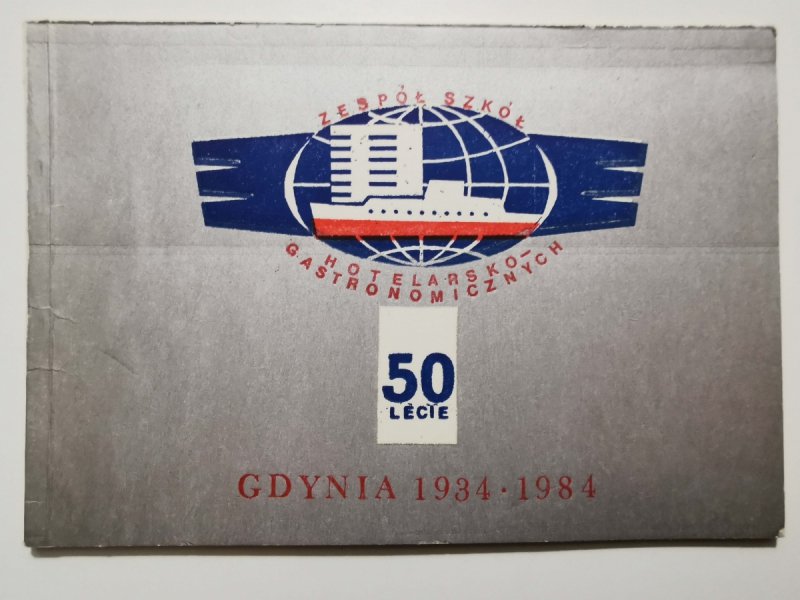 ZESPÓŁ SZKÓŁ
HOTELARSKO-
GASTRONOMICZNYCH
50
LECIE
GDYNIA 1934·1984